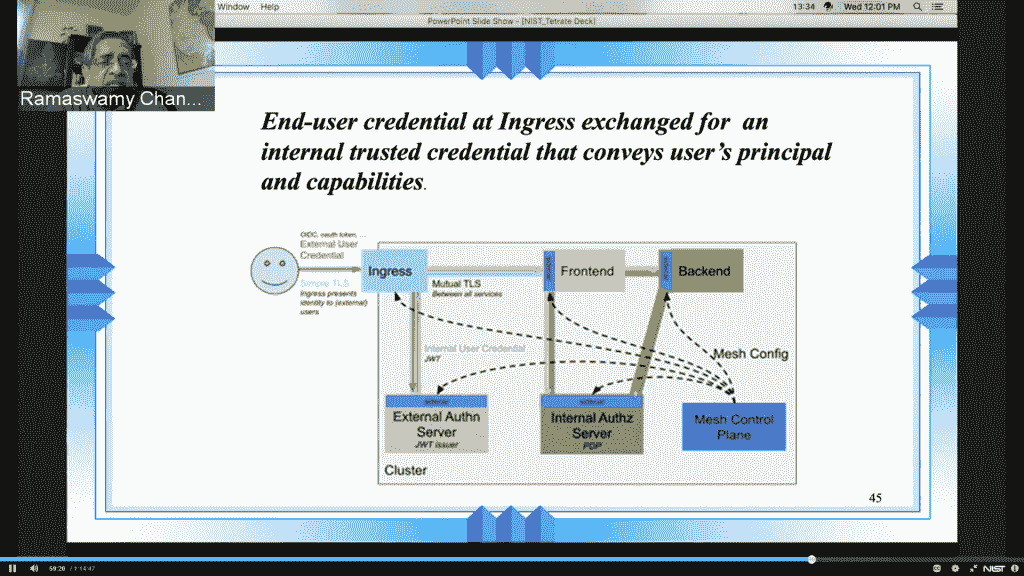 Window Help
13:34 Wed 12:01 PM
PowerPoint Slide Show - [NIST_Tetrate Deck]
Ramaswamy Chan...
End-user credential at Ingress exchanged for an
internal trusted credential that conveys user's principal
and capabilities.
OIDC, oauth token, ...
External User
Credential
Simple TLS
Ingress presents
identity to (external)
users
Ingress
Mutual TLS
Between all services
Frontend
Backend
Internal User Credential
JWT
Mesh Config
External Authn
Server
JWT issuer
Internal Authz
Server
PDP
Mesh Control
Plane
Cluster
45
59:20 / 1:14:47
NIST